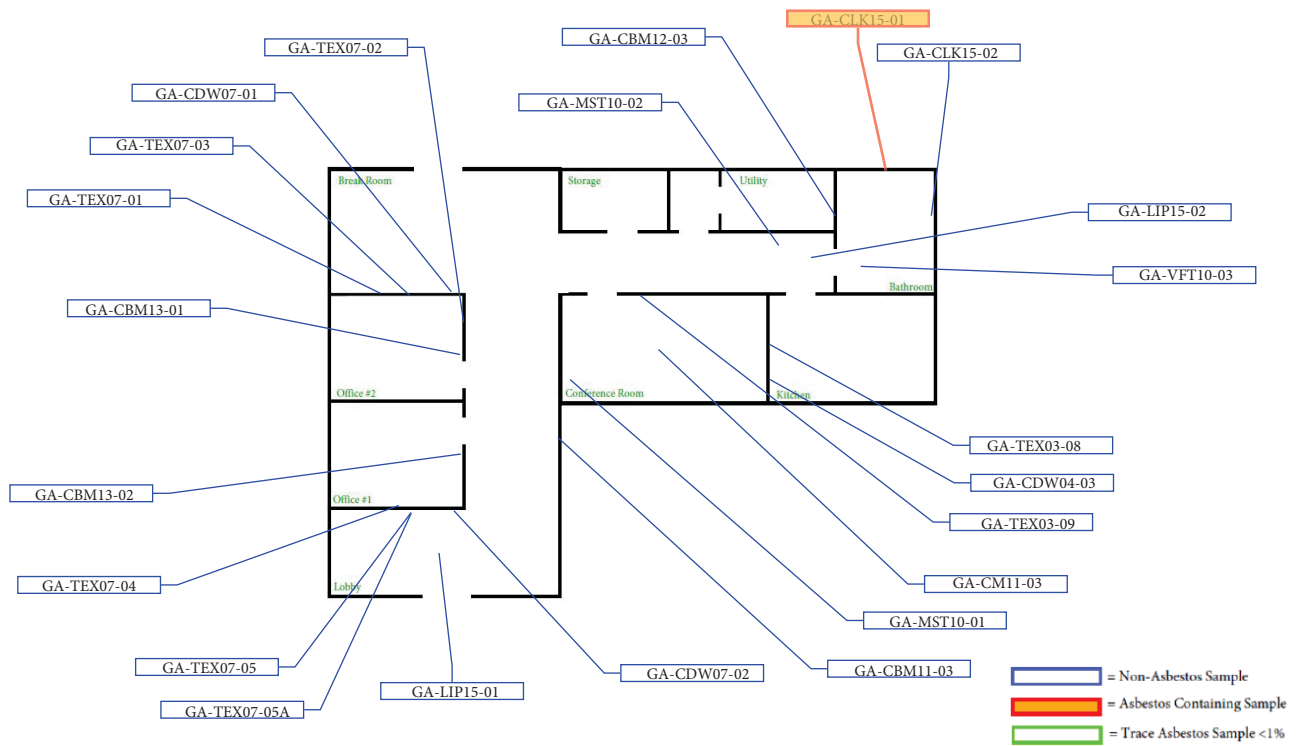 GA-CLK15-01
GA-TEX07-02
GA-CBM12-03
GA-CLK15-02
GA-CDW07-01
GA-MST10-02
GA-TEX07-03
Break Room
Storage
Utility
GA-TEX07-01
GA-LIP15-02
GA-VFT10-03
Bathroom
GA-CBM13-01
Office #2
Conference Room
Kitchen
GA-TEX03-08
GA-CDW04-03
GA-CBM13-02
Office #1
GA-TEX03-09
GA-TEX07-04
Lobby
GA-CM11-03
GA-MST10-01
GA-TEX07-05
GA-CDW07-02
GA-CBM11-03
GA-LIP15-01
GA-TEX07-05A
= Non-Asbestos Sample
= Asbestos Containing Sample
= Trace Asbestos Sample <1%